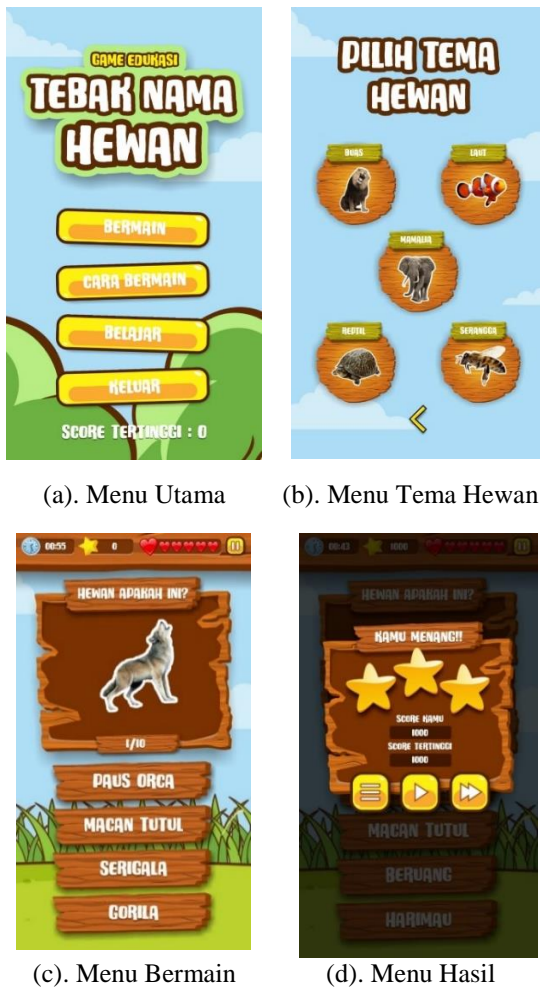 GAME EDUKASI
TEBAK NAMA
HEWAN
BERMAIN
CARA BERMAIN
BELAJAR
KELUAR
SCORE TERTINGGI : 0
PILIH TEMA
HEWAN
BUAS
LAUT
MAMALIA
REPTIL
SERANGGA
(a). Menu Utama
(b). Menu Tema Hewan
00:55
0
HEWAN APAKAH INI?
1/10
PAUS ORCA
MACAN TUTUL
SERIGALA
GORILA
00:43
1000
HEWAN APAKAH INI?
KAMU MENANG!!
SCORE KAMU
1000
SCORE TERTINGGI
1000
MACAN TUTUL
BERUANG
HARIMAU
(c). Menu Bermain
(d). Menu Hasil